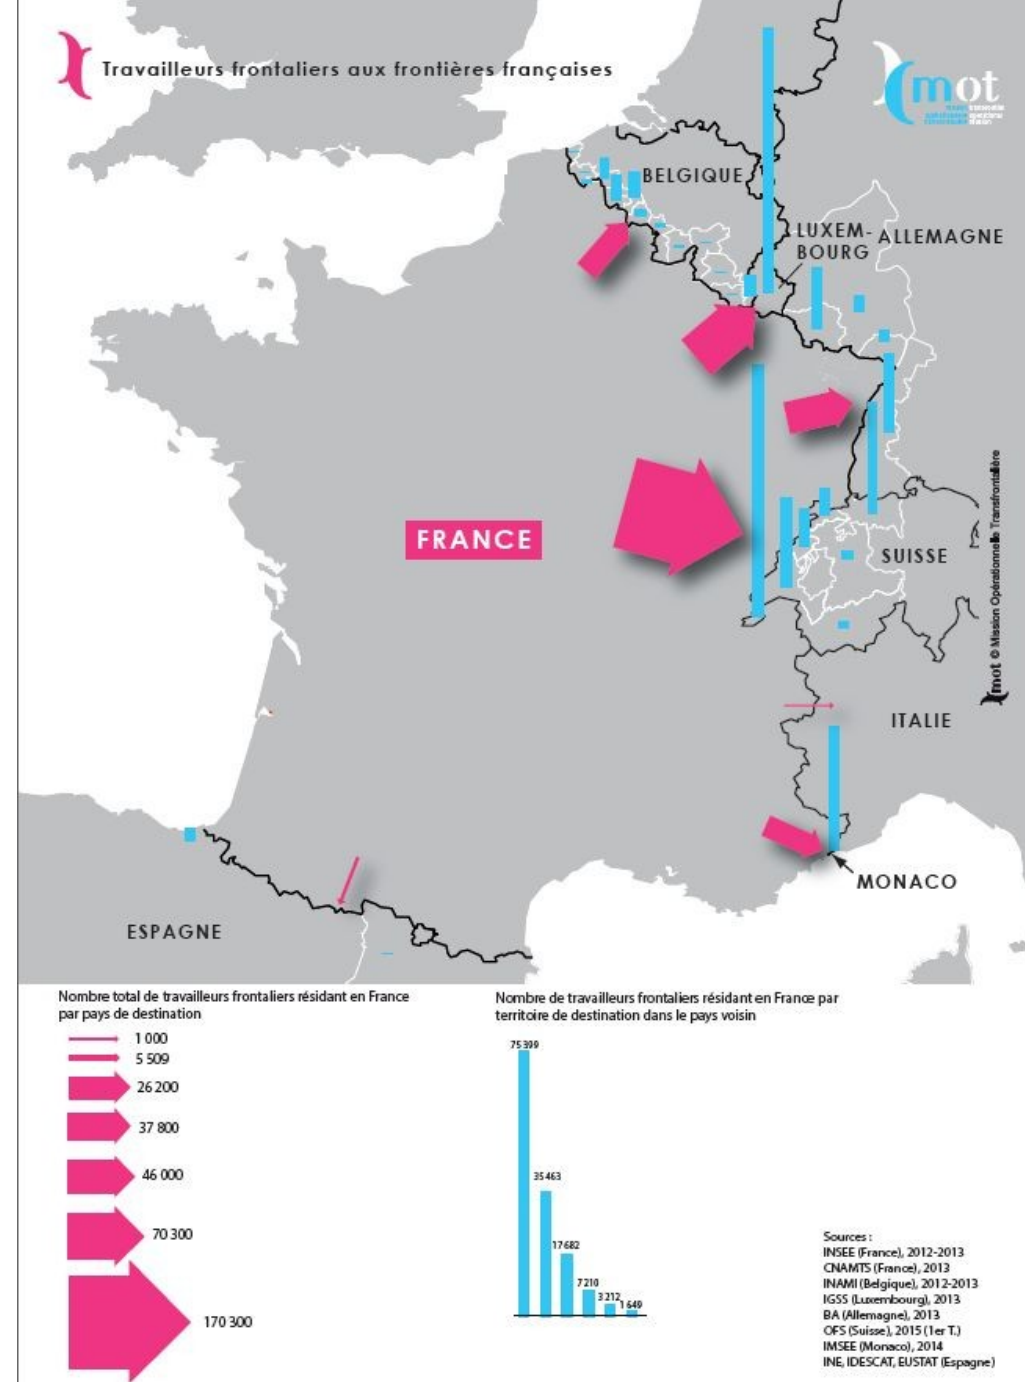 Travailleurs frontaliers aux frontières françaises
mot
BELGIQUE
LUXEM-
BOURG
ALLEMAGNE
FRANCE
SUISSE
ITALIE
MONACO
ESPAGNE
mot © Mission Opérationnelle Transfrontalière
Nombre total de travailleurs frontaliers résidant en France
par pays de destination
1 000
5 509
26 200
37 800
46 000
70 300
170 300
Nombre de travailleurs frontaliers résidant en France par
territoire de destination dans le pays voisin
75 399
35 463
17 682
7 210
3 212
1 649
Sources :
INSEE (France), 2012-2013
CNAMTS (France), 2013
INAMI (Belgique), 2012-2013
IGSS (Luxembourg), 2013
BA (Allemagne), 2013
OFS (Suisse), 2015 (1er T.)
IMSEE (Monaco), 2014
INE, IDESCAT, EUSTAT (Espagne)